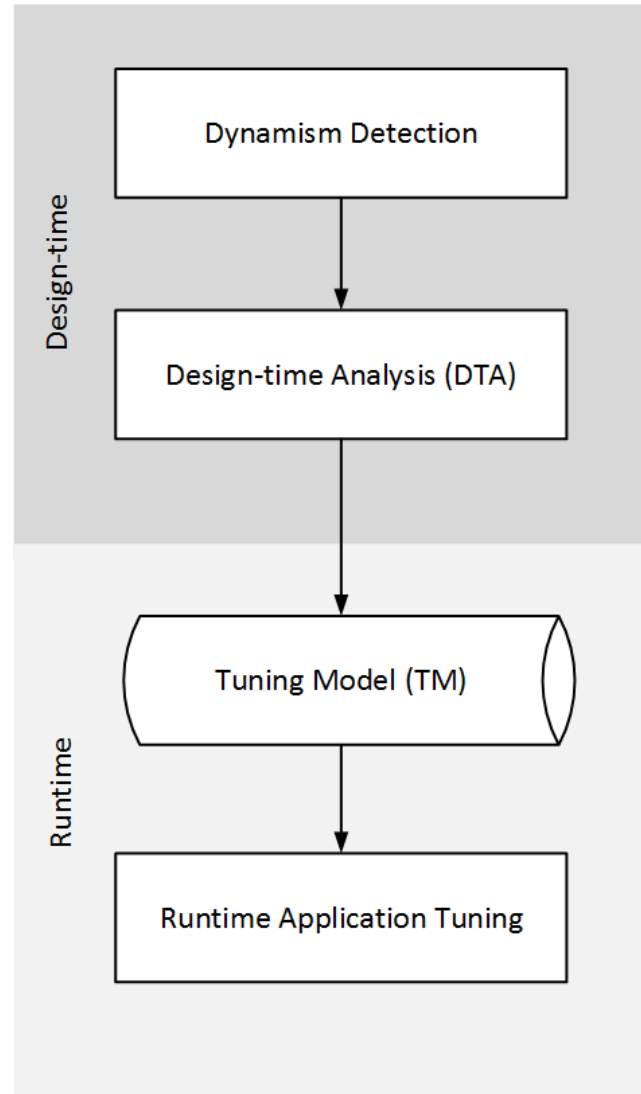 Dynamism Detection
Design-time
Design-time Analysis (DTA)
Tuning Model (TM)
Runtime
Runtime Application Tuning